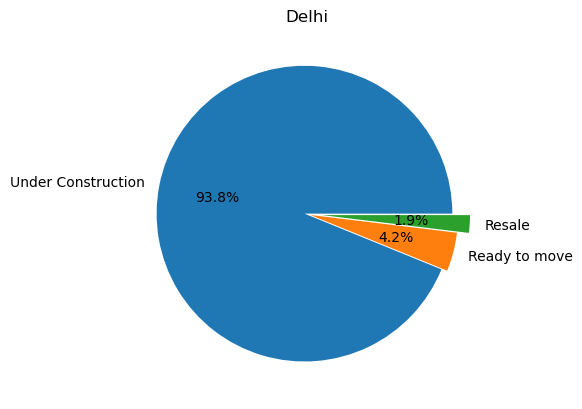 Delhi
Under Construction
93.8%
1.9%
Resale
4.2%
Ready to move